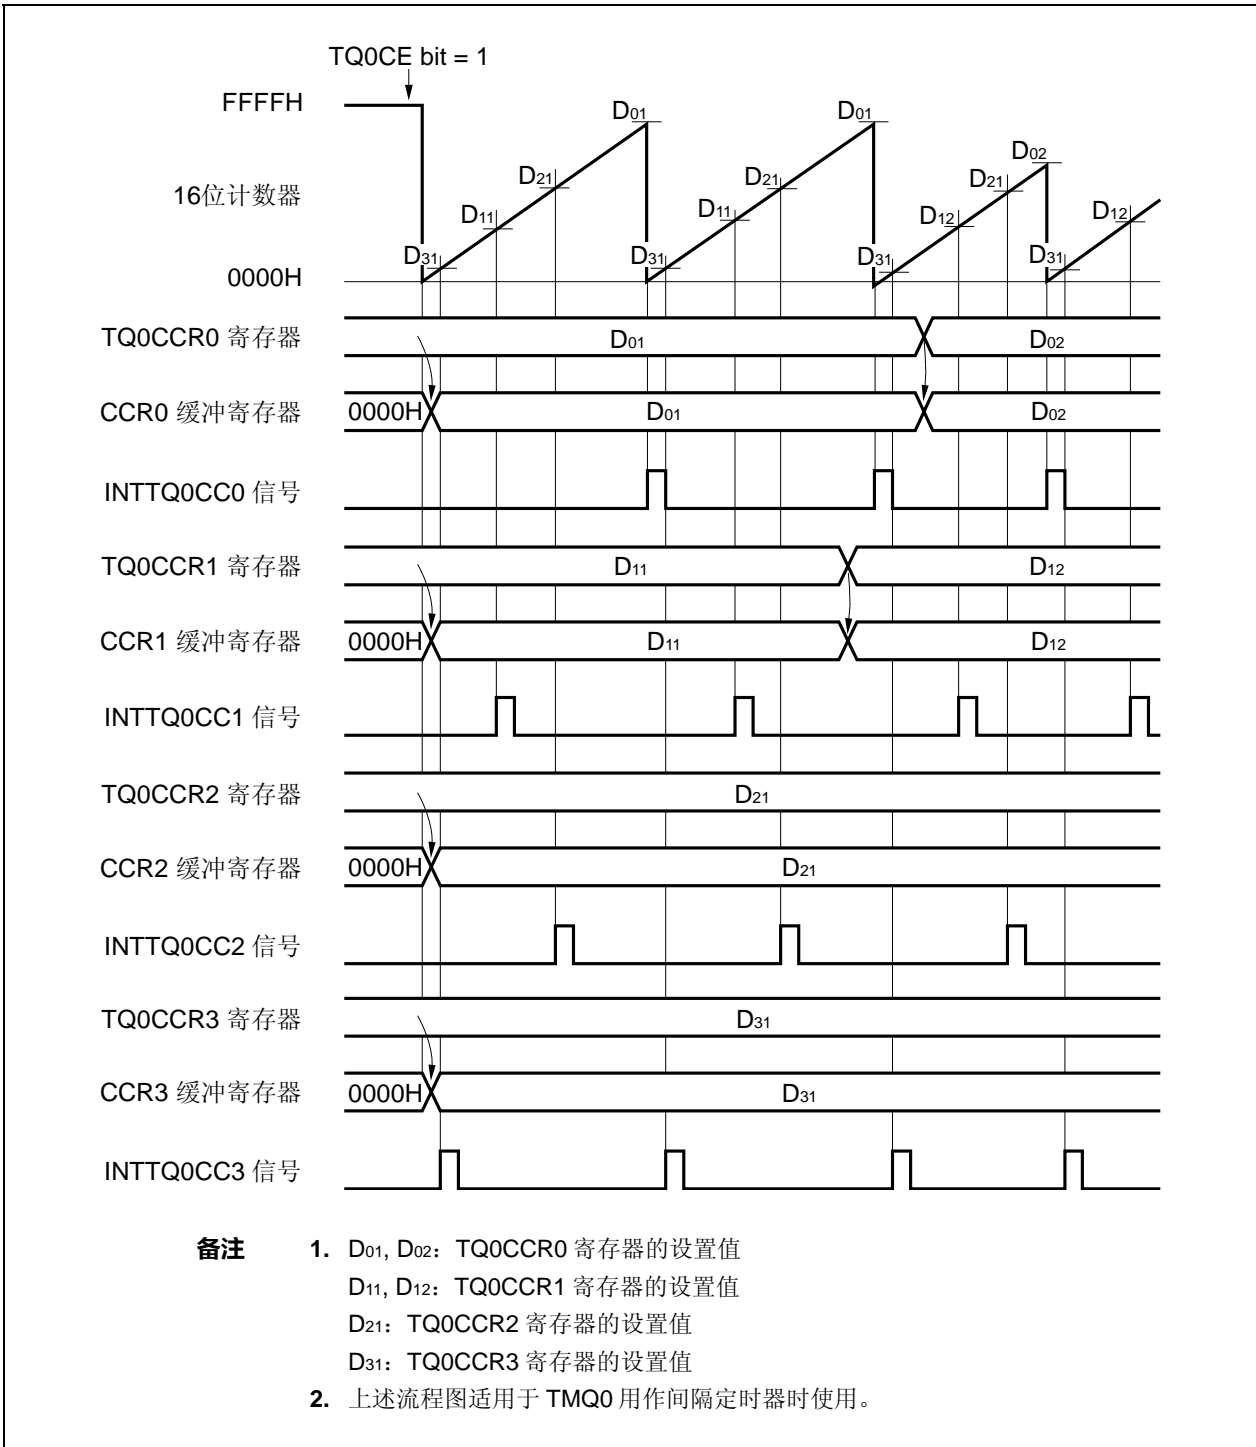 TQ0CE bit = 1
FFFFH
D01 D01
D02
D21 D21 D21
16位计数器
D11 D11 D12 D12
D31 D31 D31 D31
0000H
TQ0CCR0 寄存器 D01 D02
CCR0 缓冲寄存器 0000H D01 D02
INTTQ0CC0 信号
TQ0CCR1 寄存器 D11 D12
CCR1 缓冲寄存器 0000H D11 D12
INTTQ0CC1 信号
TQ0CCR2 寄存器 D21
CCR2 缓冲寄存器 0000H D21
INTTQ0CC2 信号
TQ0CCR3 寄存器 D31
CCR3 缓冲寄存器 0000H D31
INTTQ0CC3 信号
备注 1. D01, D02：TQ0CCR0 寄存器的设置值
D11, D12：TQ0CCR1 寄存器的设置值
D21：TQ0CCR2 寄存器的设置值
D31：TQ0CCR3 寄存器的设置值
2. 上述流程图适用于 TMQ0 用作间隔定时器时使用。